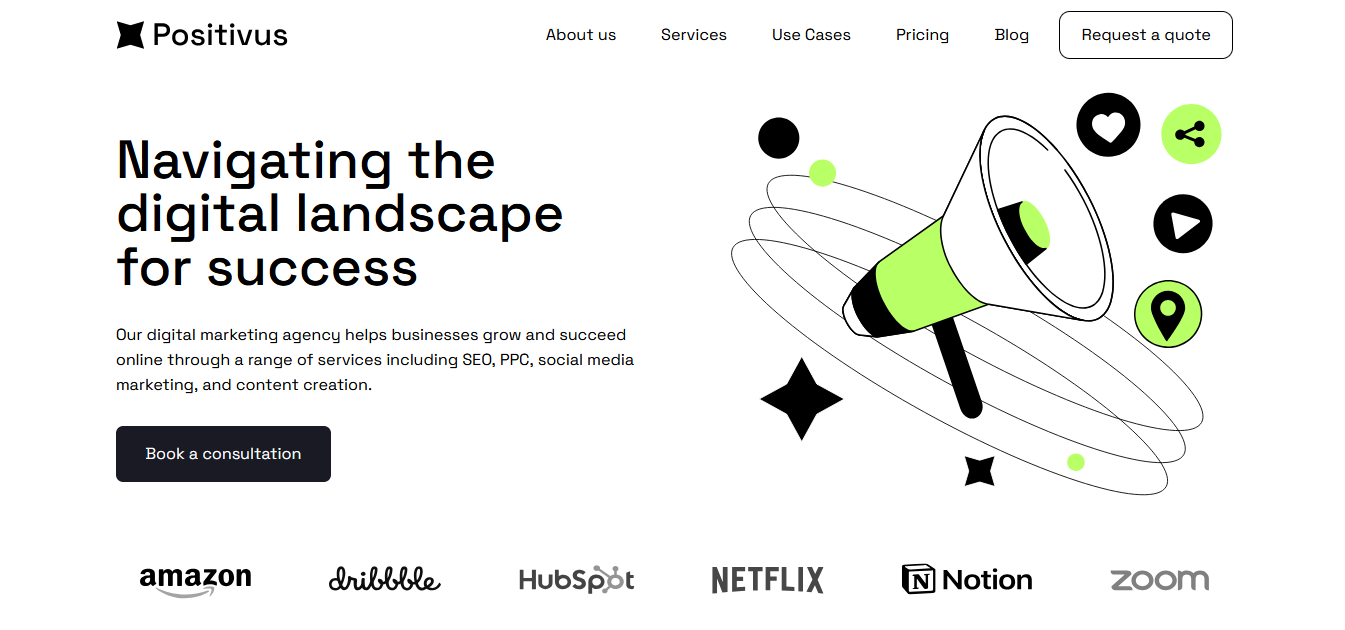 Positivus
About us
Services
Use Cases
Pricing
Blog
Request a quote
Navigating the
digital landscape
for success
Our digital marketing agency helps businesses grow and succeed
online through a range of services including SEO, PPC, social media
marketing, and content creation.
Book a consultation
amazon
dribbble
HubSpot
NETFLIX
N Notion
zoom